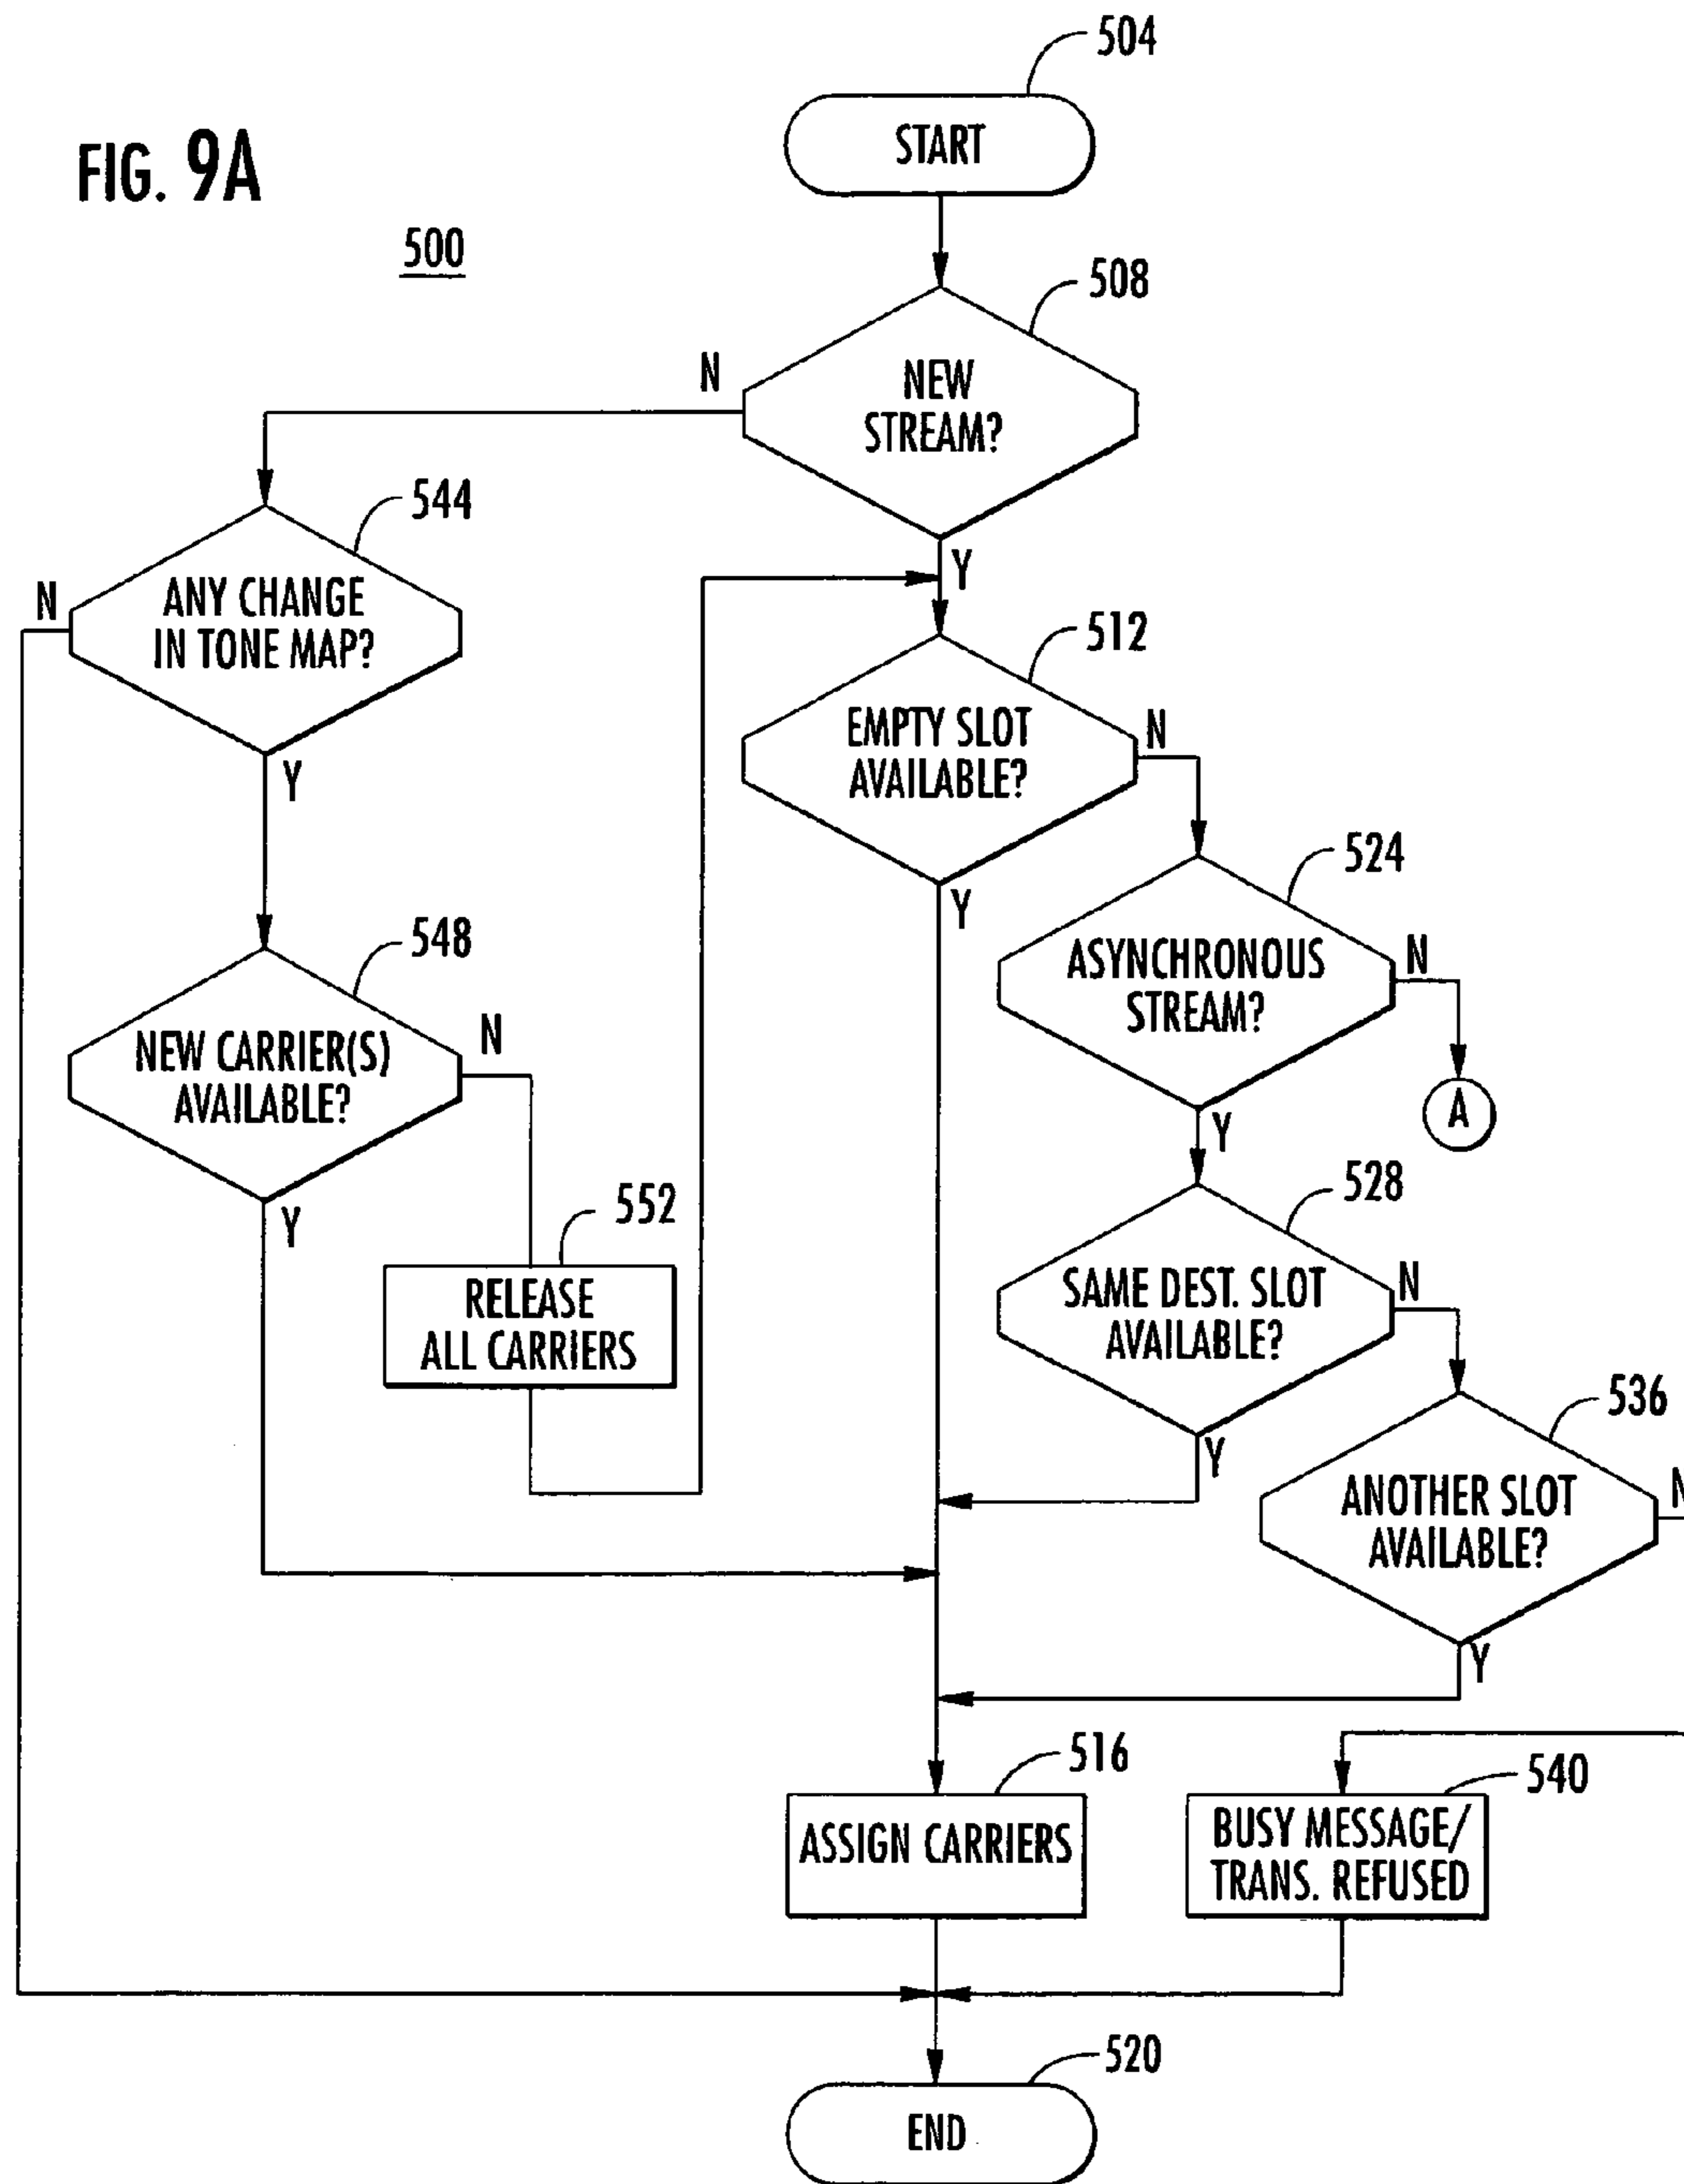 504
START
FIG. 9A
500
508
NEW
STREAM?
N
Y
544
ANY CHANGE
IN TONE MAP?
N
Y
512
EMPTY SLOT
AVAILABLE?
N
Y
524
ASYNCHRONOUS
STREAM?
N
A
Y
548
NEW CARRIER(S)
AVAILABLE?
N
Y
552
RELEASE
ALL CARRIERS
528
SAME DEST. SLOT
AVAILABLE?
N
Y
536
ANOTHER SLOT
AVAILABLE?
N
Y
516
ASSIGN CARRIERS
540
BUSY MESSAGE/
TRANS. REFUSED
520
END